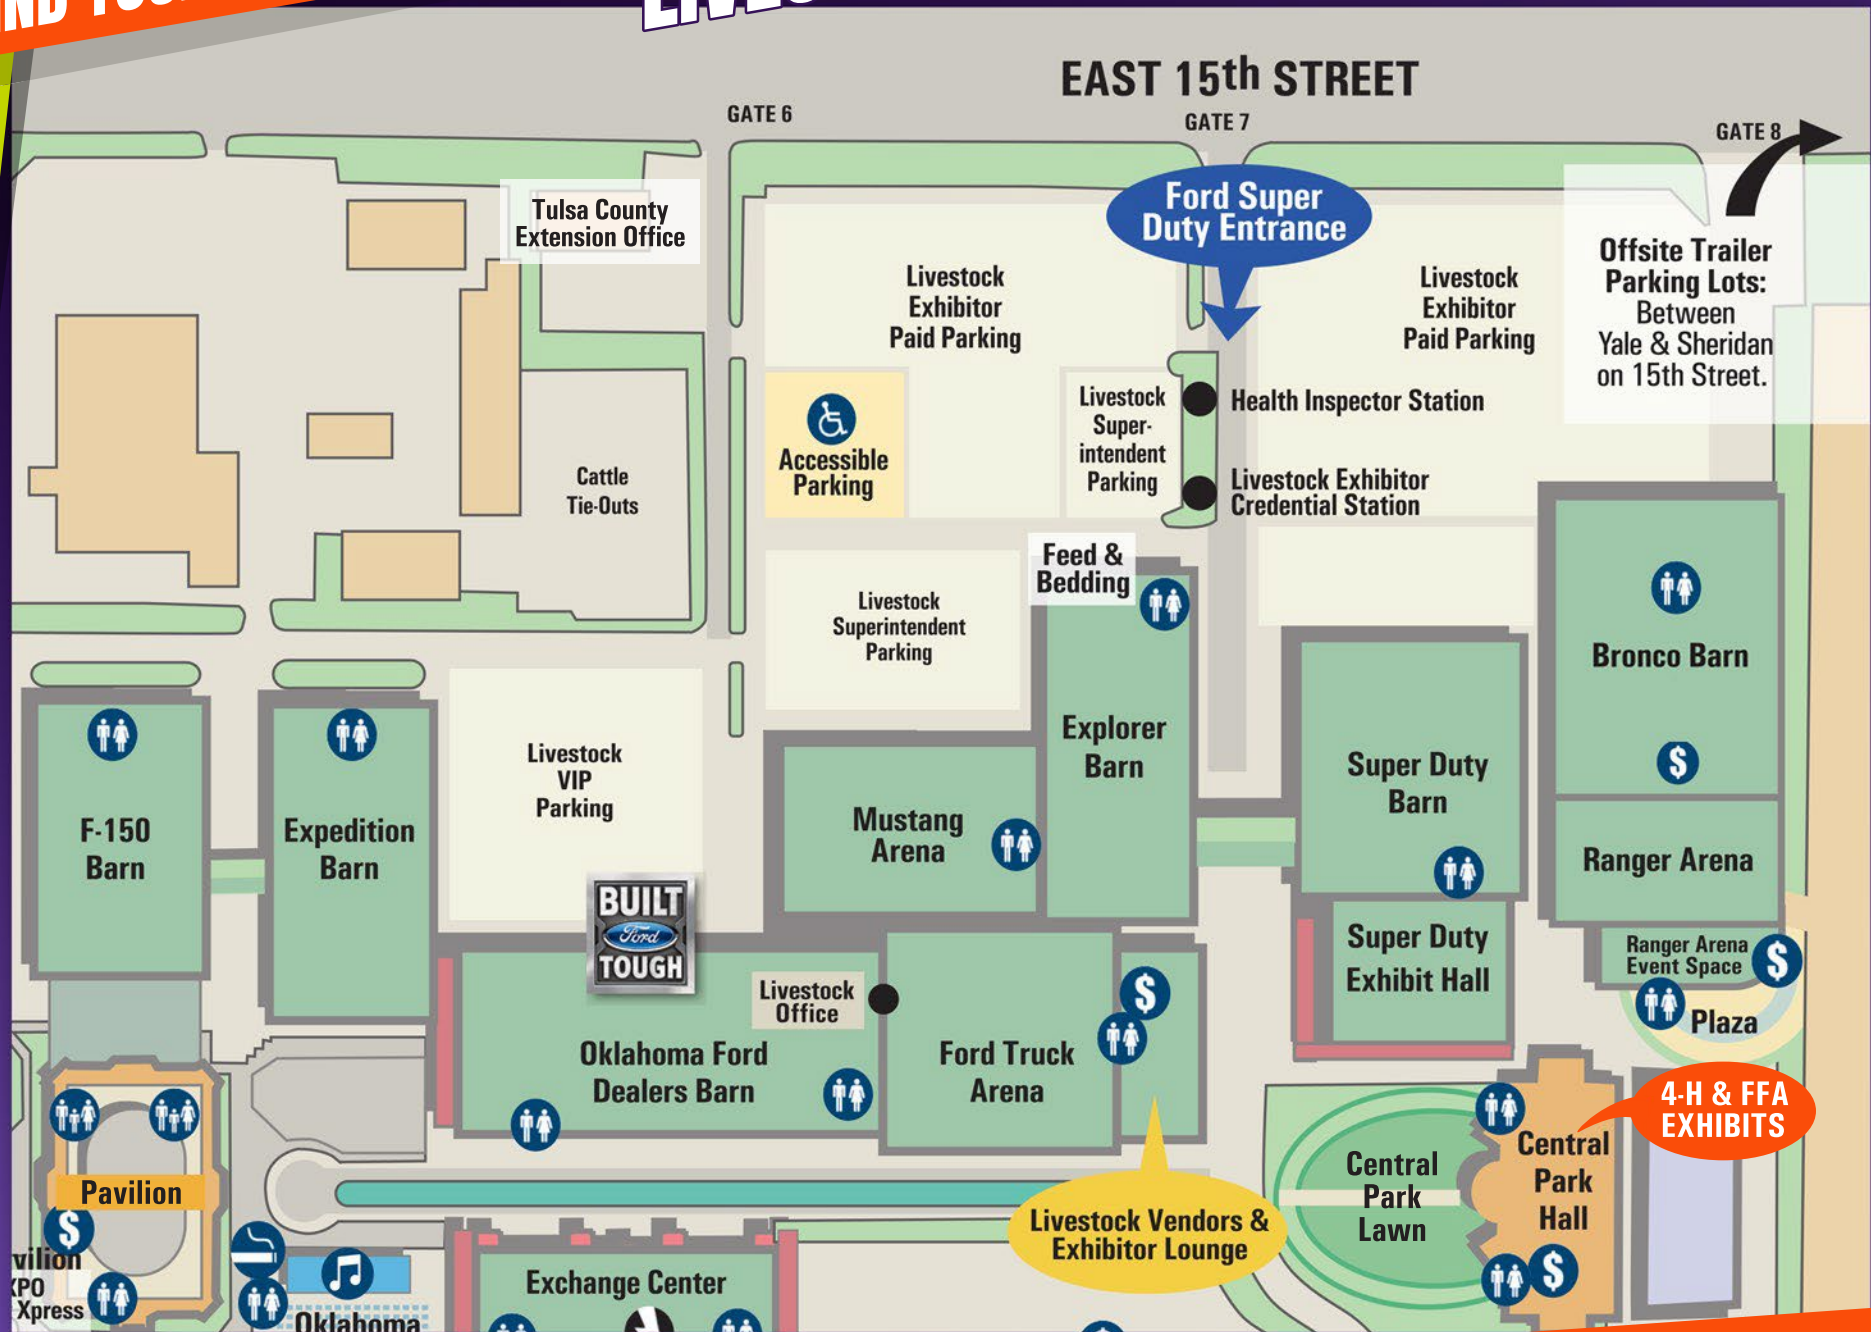 EAST 15th STREET
GATE 6
GATE 7
GATE 8
Tulsa County
Extension Office
Ford Super
Duty Entrance
Offsite Trailer
Parking Lots:
Between
Yale & Sheridan
on 15th Street.
Livestock
Exhibitor
Paid Parking
Livestock
Exhibitor
Paid Parking
Accessible
Parking
Livestock
Super-
intendent
Parking
Health Inspector Station
Livestock Exhibitor
Credential Station
Cattle
Tie-Outs
Feed &
Bedding
Livestock
Superintendent
Parking
Bronco Barn
$
Explorer
Barn
Livestock
VIP
Parking
Super Duty
Barn
F-150
Barn
Expedition
Barn
Mustang
Arena
Ranger Arena
BUILT
Ford
TOUGH
Super Duty
Exhibit Hall
Ranger Arena
Event Space
$
Plaza
Livestock
Office
$
Oklahoma Ford
Dealers Barn
Ford Truck
Arena
4-H & FFA
EXHIBITS
Central
Park
Hall
$
Central
Park
Lawn
Pavilion
$
Livestock Vendors &
Exhibitor Lounge
Xpress
Exchange Center
Oklahoma